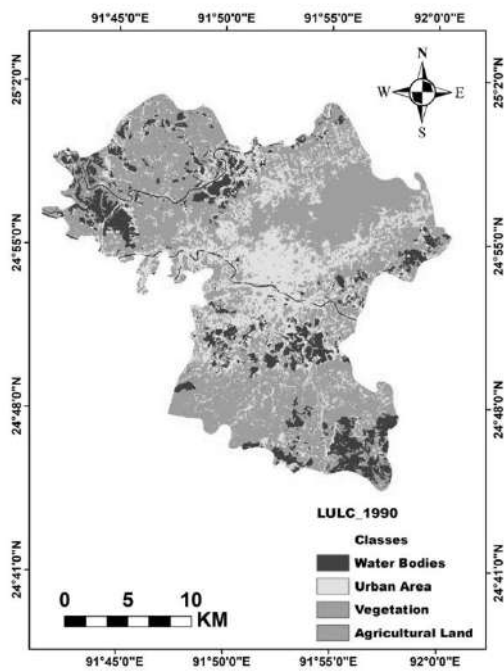 91°45'0"E 91°50'0"E 91°55'0"E 92°0'0"E
25°2'0"N 25°2'0"N
N
W E
S
24°55'0"N 24°55'0"N
24°48'0"N 24°48'0"N
LULC_1990
Classes
Water Bodies
Urban Area
24°41'0"N 24°41'0"N
Vegetation
0 5 10
KM
Agricultural Land
91°45'0"E 91°50'0"E 91°55'0"E 92°0'0"E